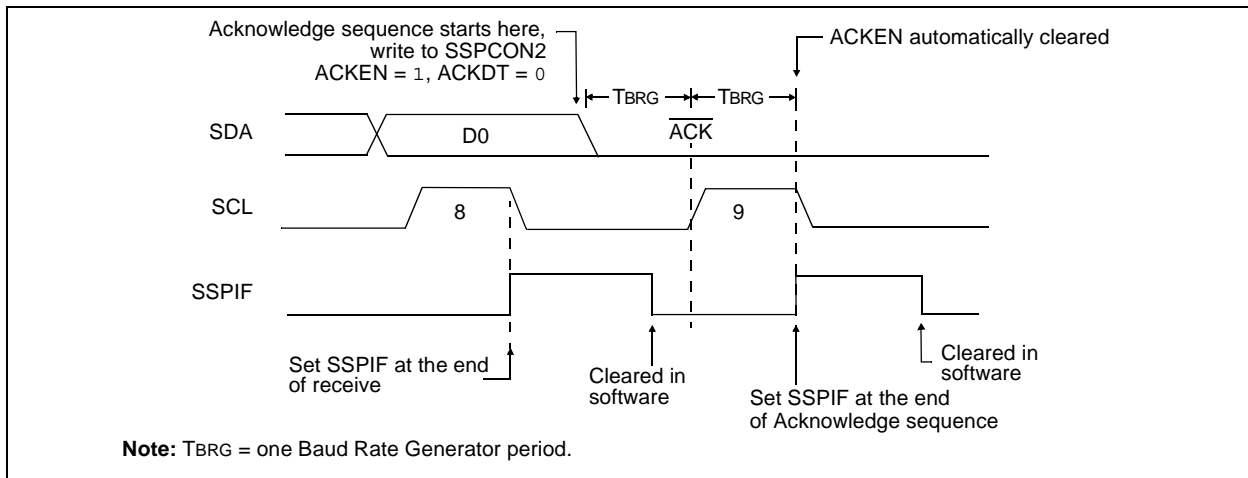 Acknowledge sequence starts here,
write to SSPCON2
ACKEN = 1, ACKDT = 0
ACKEN automatically cleared
TBRG
TBRG
SDA
D0
ACK
SCL
8
9
SSPIF
Set SSPIF at the end
of receive
Cleared in
software
Set SSPIF at the end
of Acknowledge sequence
Cleared in
software
Note: TBRG = one Baud Rate Generator period.